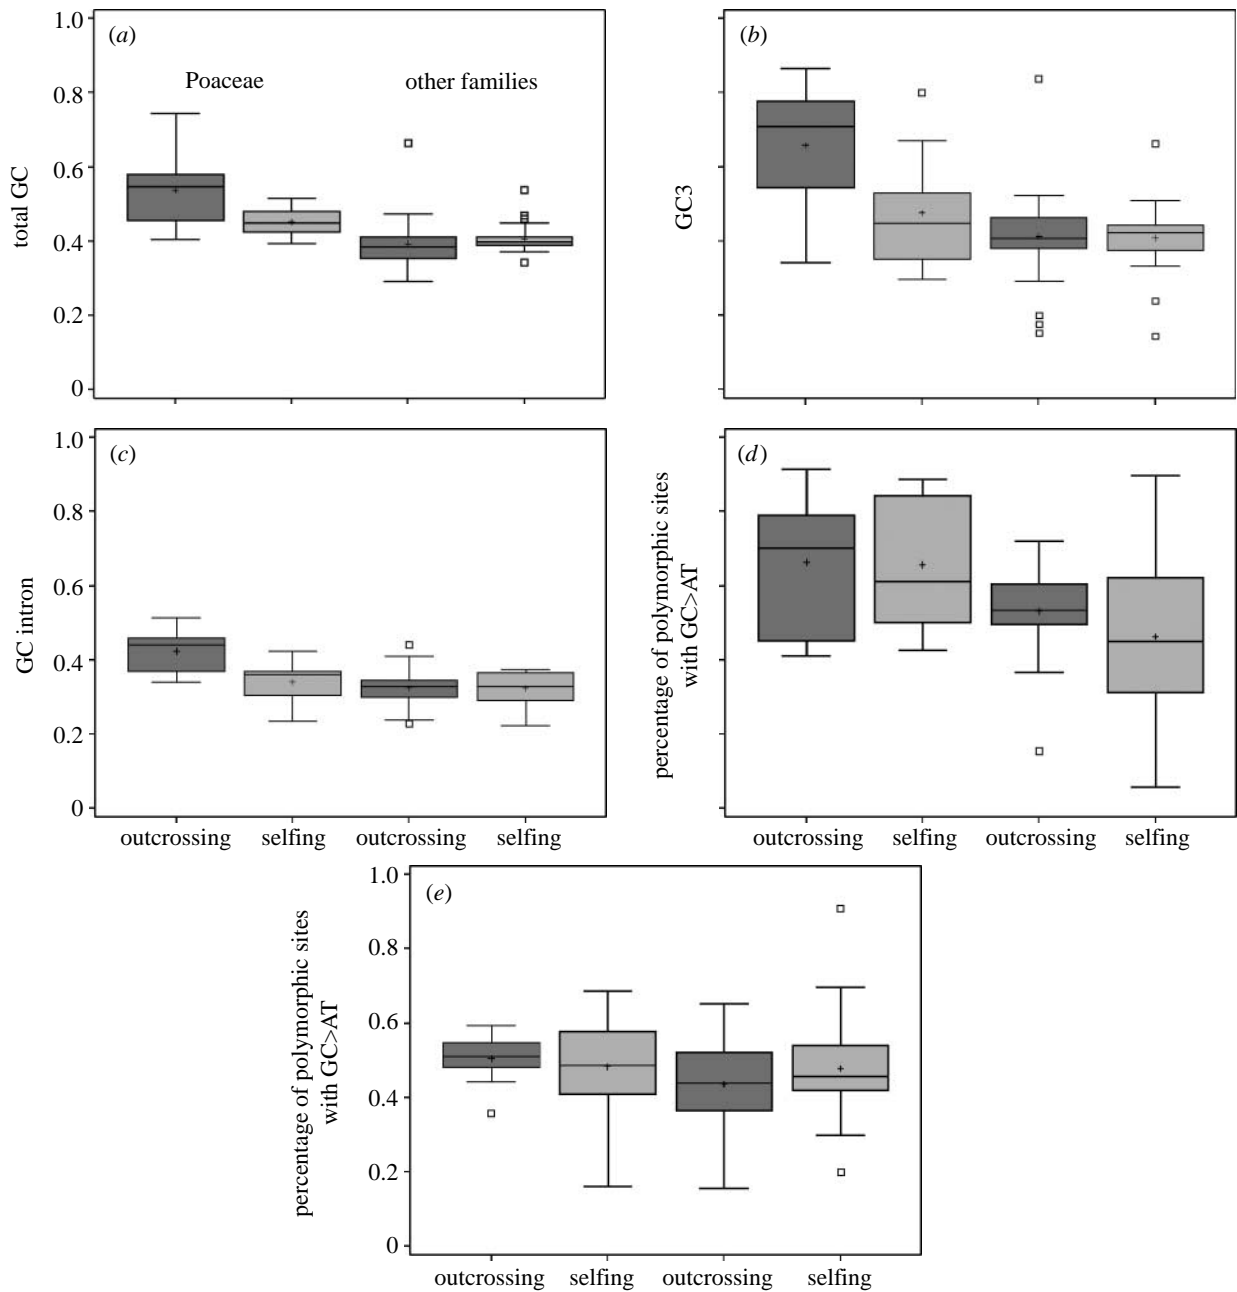 (a)
Poaceae
other families
total GC
1.0
0.8
0.6
0.4
0.2
0
(b)
GC3
(c)
GC intron
1.0
0.8
0.6
0.4
0.2
0
outcrossing
selfing
outcrossing
selfing
(d)
percentage of polymorphic sites
with GC>AT
outcrossing
selfing
outcrossing
selfing
(e)
percentage of polymorphic sites
with GC>AT
1.0
0.8
0.6
0.4
0.2
0
outcrossing
selfing
outcrossing
selfing